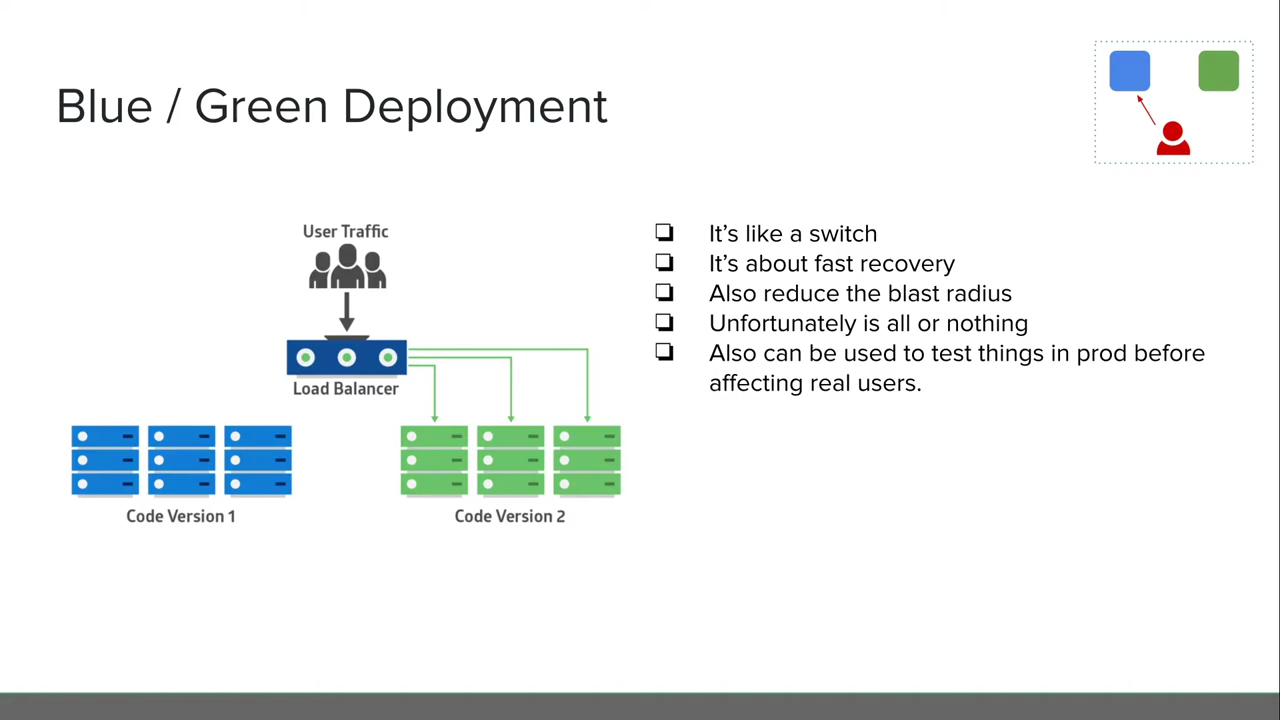 Blue / Green Deployment
User Traffic
Load Balancer
Code Version 1
Code Version 2
❏ It's like a switch
❏ It's about fast recovery
❏ Also reduce the blast radius
❏ Unfortunately is all or nothing
❏ Also can be used to test things in prod before
affecting real users.